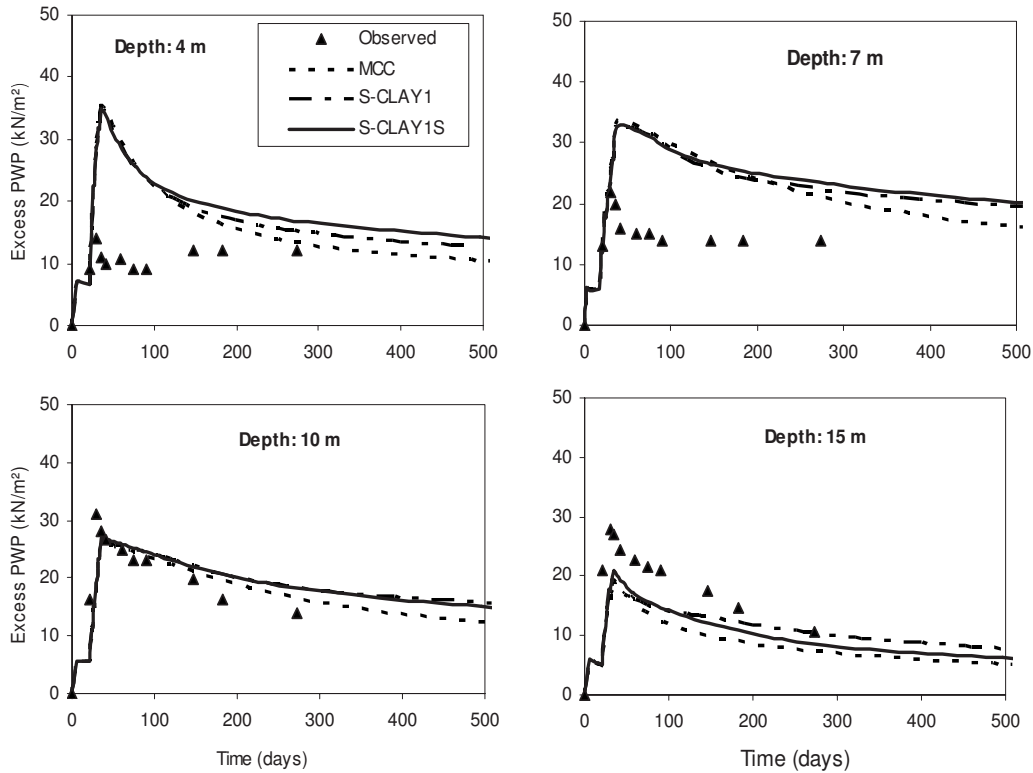 Excess PWP (kN/m²)
50
40
30
20
10
0
Depth: 4 m
Observed
MCC
S-CLAY1
S-CLAY1S
0 100 200 300 400 500
50
40
30
20
10
0
Depth: 7 m
0 100 200 300 400 500
Excess PWP (kN/m²)
50
40
30
20
10
0
Depth: 10 m
0 100 200 300 400 500
Time (days)
50
40
30
20
10
0
Depth: 15 m
0 100 200 300 400 500
Time (days)